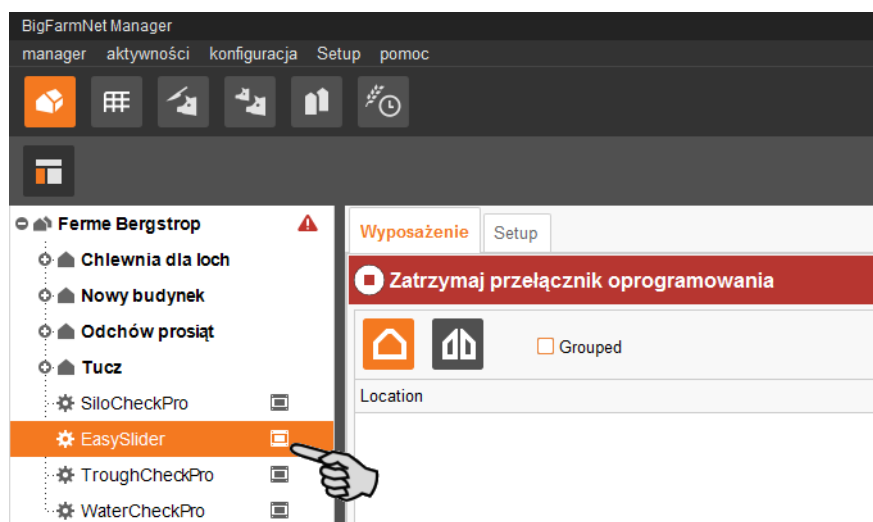 BigFarmNet Manager
manager aktywności konfiguracja Setup pomoc
Ferme Bergstrop
Chlewnia dla loch
Nowy budynek
Odchów prosiąt
Tucz
SiloCheckPro
EasySlider
TroughCheckPro
WaterCheckPro
Wyposażenie Setup
Zatrzymaj przełącznik oprogramowania
Grouped
Location